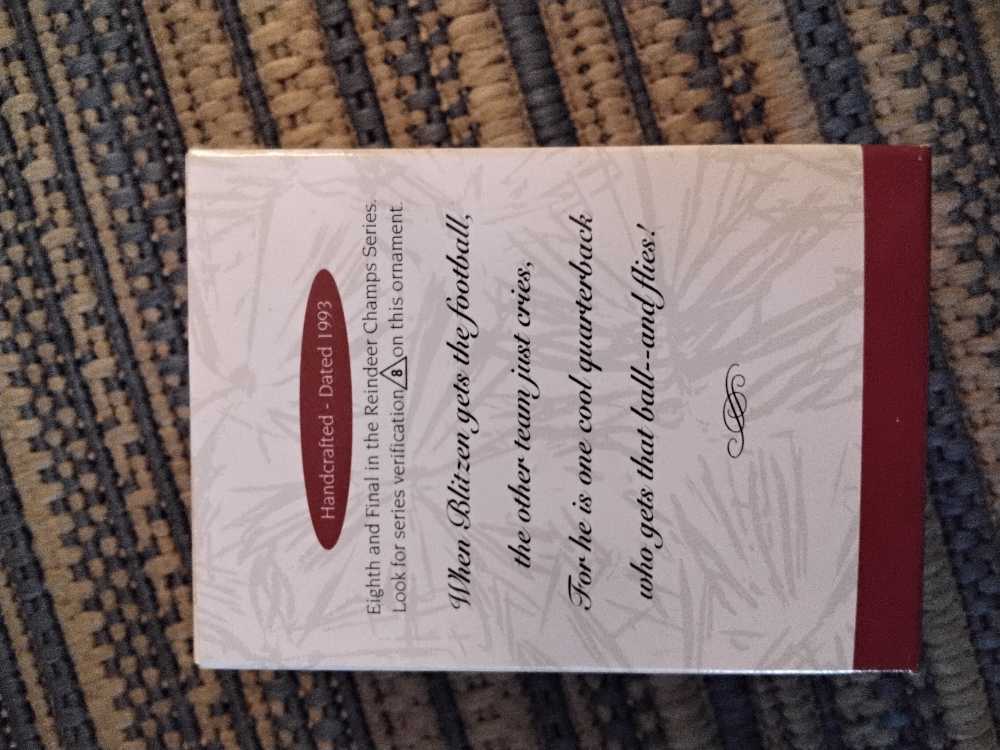 Handcrafted - Dated 1993
Eighth and Final in the Reindeer Champs Series.
Look for series verification 8 on this ornament.
When Blitzen gets the football,
the other team just cries,
For he is one cool quarterback
who gets that ball--and flies!